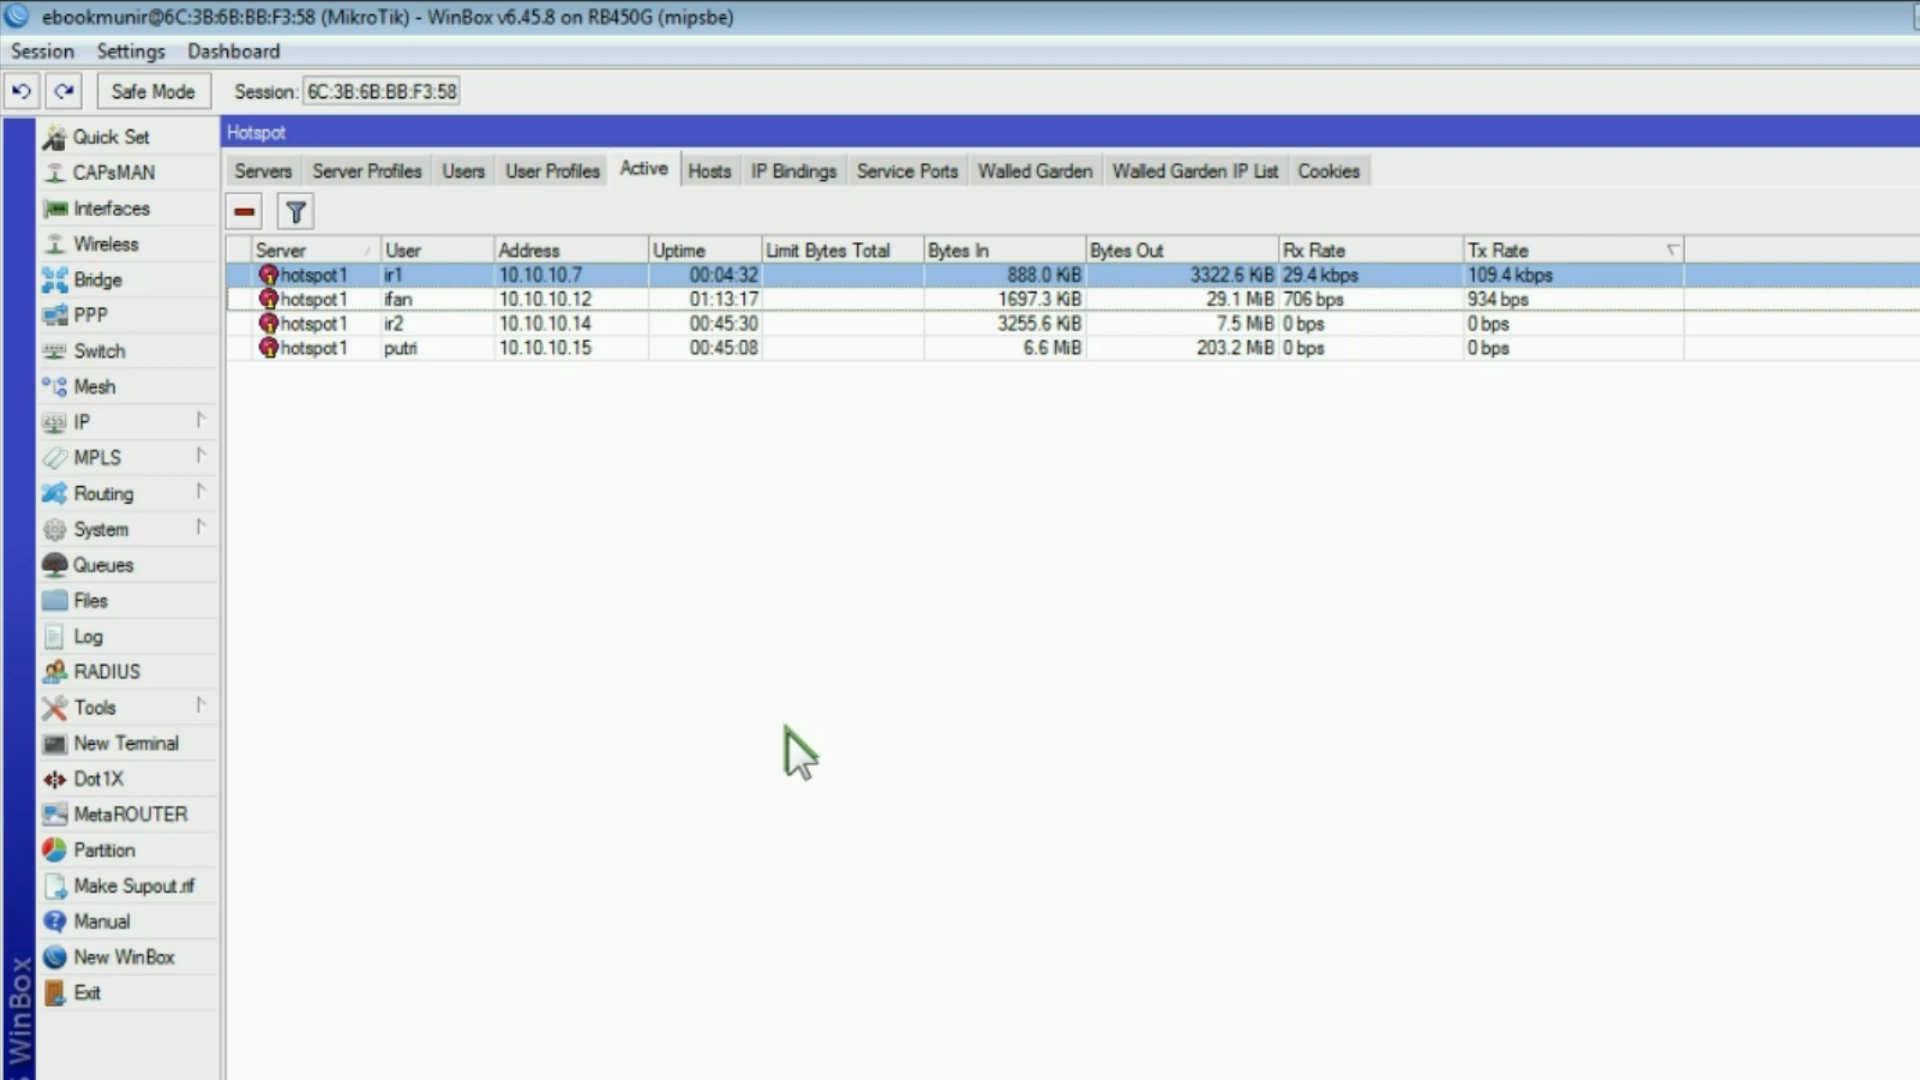 ebookmunir@6C:3B:6B:BB:F3:58 (MikroTik) - WinBox v6.45.8 on RB450G (mipsbe)
Session Settings Dashboard
Safe Mode Session: 6C:3B:6B:BB:F3:58
Quick Set
CAPsMAN
Interfaces
Wireless
Bridge
PPP
Switch
Mesh
IP
MPLS
Routing
System
Queues
Files
Log
RADIUS
Tools
New Terminal
Dot1X
MetaROUTER
Partition
Make Supout.rif
Manual
New WinBox
Exit
WinBox
Hotspot
Servers Server Profiles Users User Profiles Active Hosts IP Bindings Service Ports Walled Garden Walled Garden IP List Cookies
Server User Address Uptime Limit Bytes Total Bytes In Bytes Out Rx Rate Tx Rate
hotspot1 ir1 10.10.10.7 00:04:32 888.0 KiB 3322.6 KiB 29.4 kbps 109.4 kbps
hotspot1 ifan 10.10.10.12 01:13:17 1697.3 KiB 29.1 MiB 706 bps 934 bps
hotspot1 ir2 10.10.10.14 00:45:30 3255.6 KiB 7.5 MiB 0 bps 0 bps
hotspot1 putri 10.10.10.15 00:45:08 6.6 MiB 203.2 MiB 0 bps 0 bps